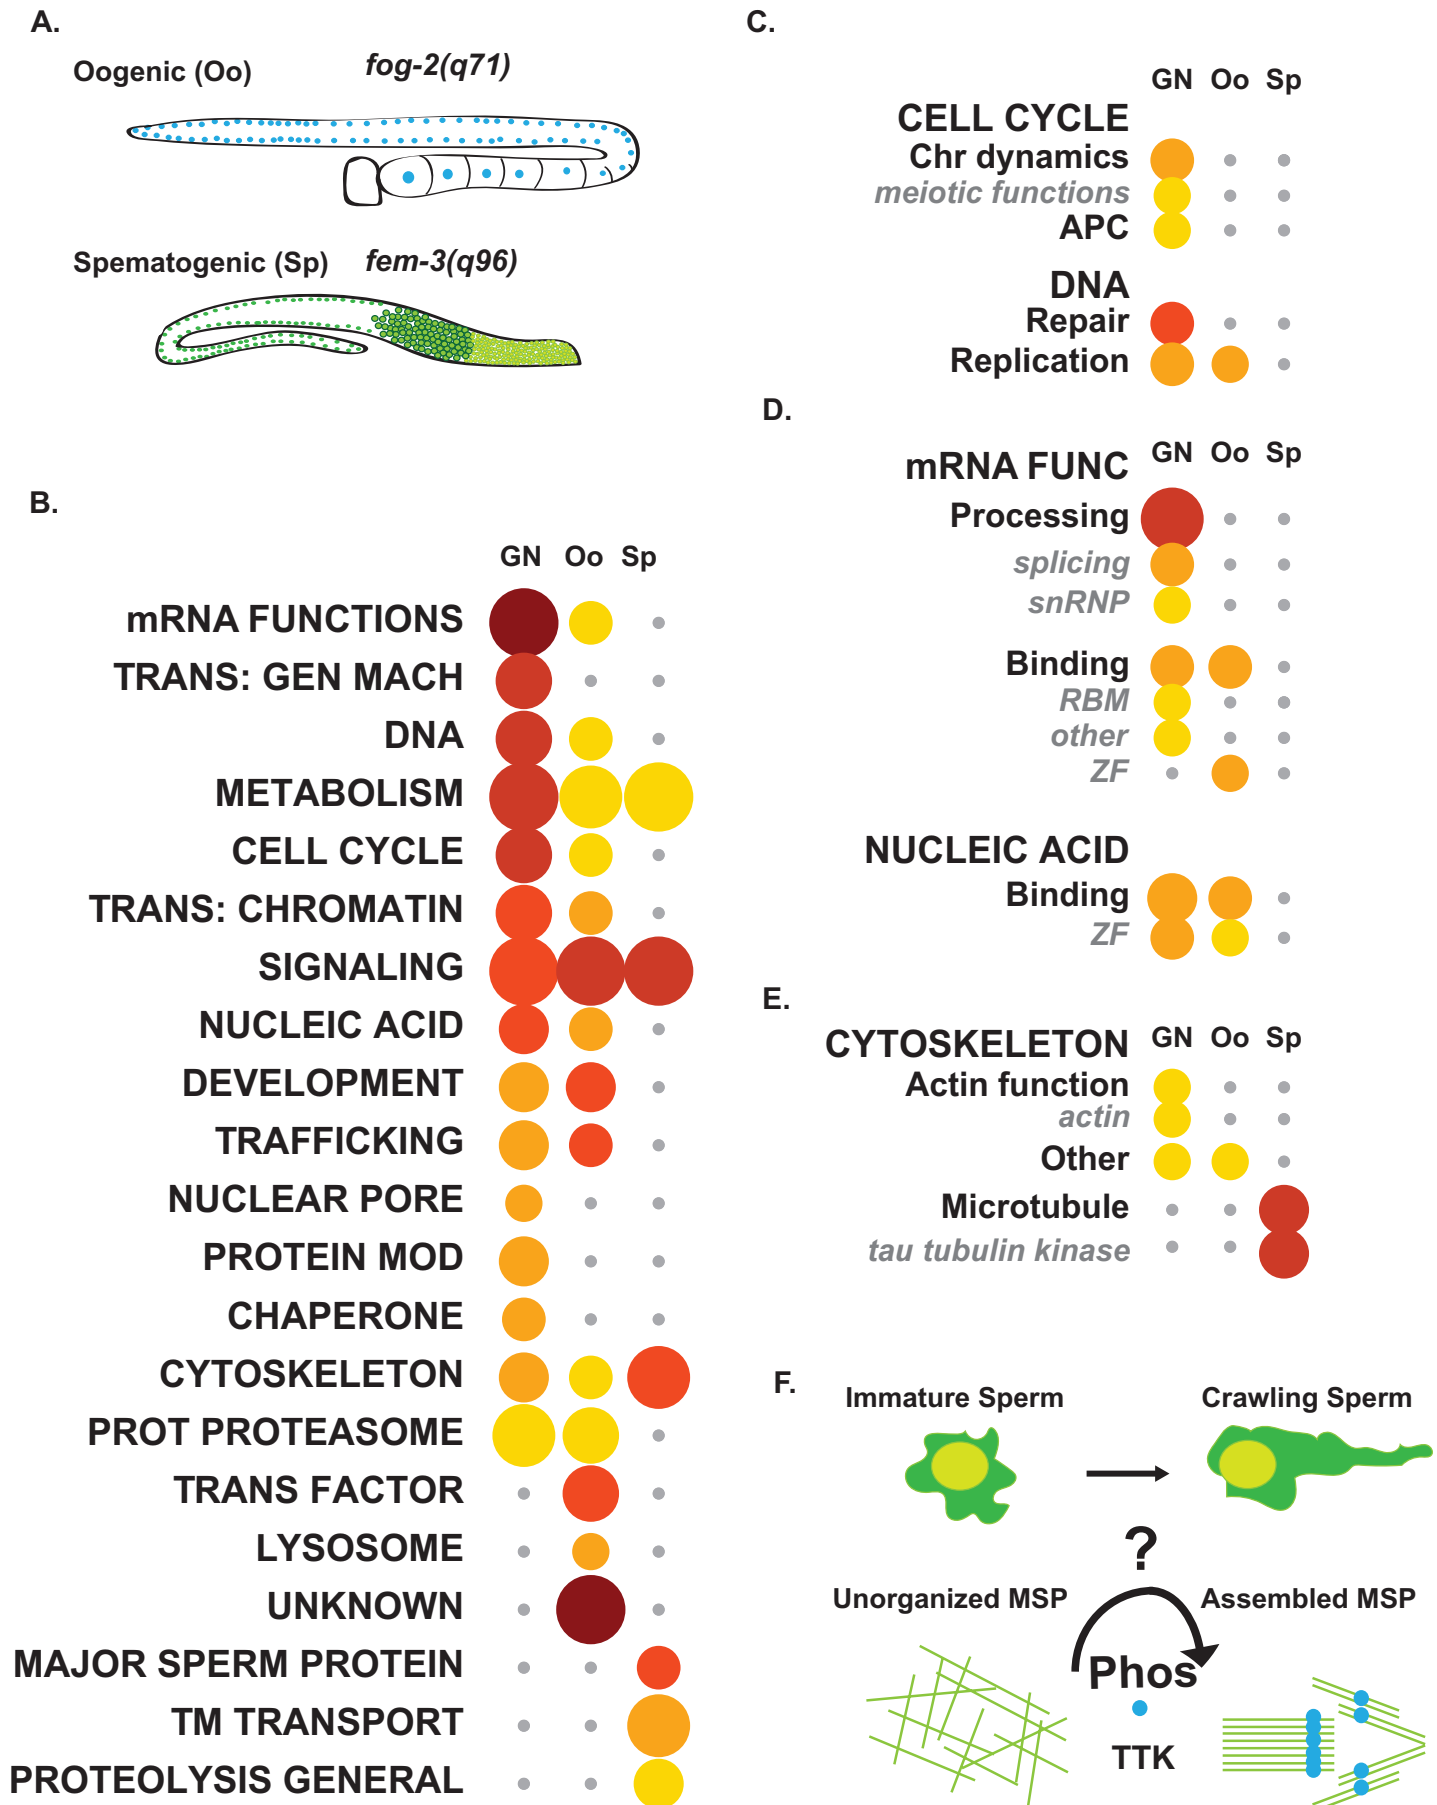 A.
Oogenic (Oo) fog-2(q71)
Spematogenic (Sp) fem-3(q96)
B.
GN Oo Sp
mRNA FUNCTIONS
TRANS: GEN MACH
DNA
METABOLISM
CELL CYCLE
TRANS: CHROMATIN
SIGNALING
NUCLEIC ACID
DEVELOPMENT
TRAFFICKING
NUCLEAR PORE
PROTEIN MOD
CHAPERONE
CYTOSKELETON
PROT PROTEASOME
TRANS FACTOR
LYSOSOME
UNKNOWN
MAJOR SPERM PROTEIN
TM TRANSPORT
PROTEOLYSIS GENERAL
C.
GN Oo Sp
CELL CYCLE
Chr dynamics
meiotic functions
APC
DNA
Repair
Replication
D.
GN Oo Sp
mRNA FUNC
Processing
splicing
snRNP
Binding
RBM
other
ZF
NUCLEIC ACID
Binding
ZF
E.
GN Oo Sp
CYTOSKELETON
Actin function
actin
Other
Microtubule
tau tubulin kinase
F.
Immature Sperm Crawling Sperm
?
Unorganized MSP Assembled MSP
Phos
TTK